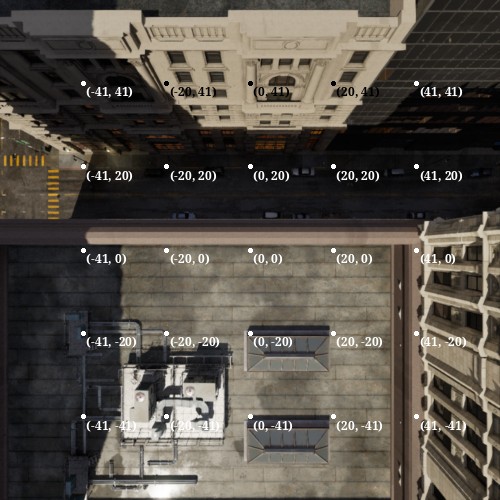 (-41, 41) (-20, 41) (0, 41) (20, 41) (41, 41)
(-41, 20) (-20, 20) (0, 20) (20, 20) (41, 20)
(-41, 0) (-20, 0) (0, 0) (20, 0) (41, 0)
(-41, -20) (-20, -20) (0, -20) (20, -20) (41, -20)
(-41, -41) (-20, -41) (0, -41) (20, -41) (41, -41)